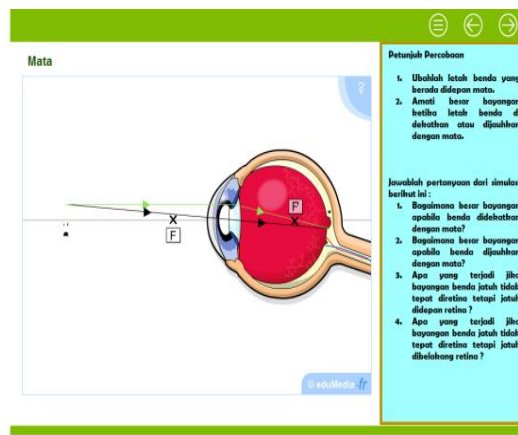 Mata
?
F
F
© eduMedia.fr
Petunjuk Percobaan
1. Ubahlah letak benda yang
berada didepan mata.
2. Amati besar bayangan
ketika letak benda d
dekatkan atau dijauhkan
dengan mata.
Jawablah pertanyaan dari simulas
berikut ini :
1. Bagaimana besar bayangan
apabila benda didekatkan
dengan mata?
2. Bagaimana besar bayangan
apabila benda dijauhkan
dengan mata?
3. Apa yang terjadi jika
bayangan benda jatuh tidak
tepat diretina tetapi jatuh
didepan retina ?
4. Apa yang terjadi jika
bayangan benda jatuh tidak
tepat diretina tetapi jatuh
dibelakang retina ?